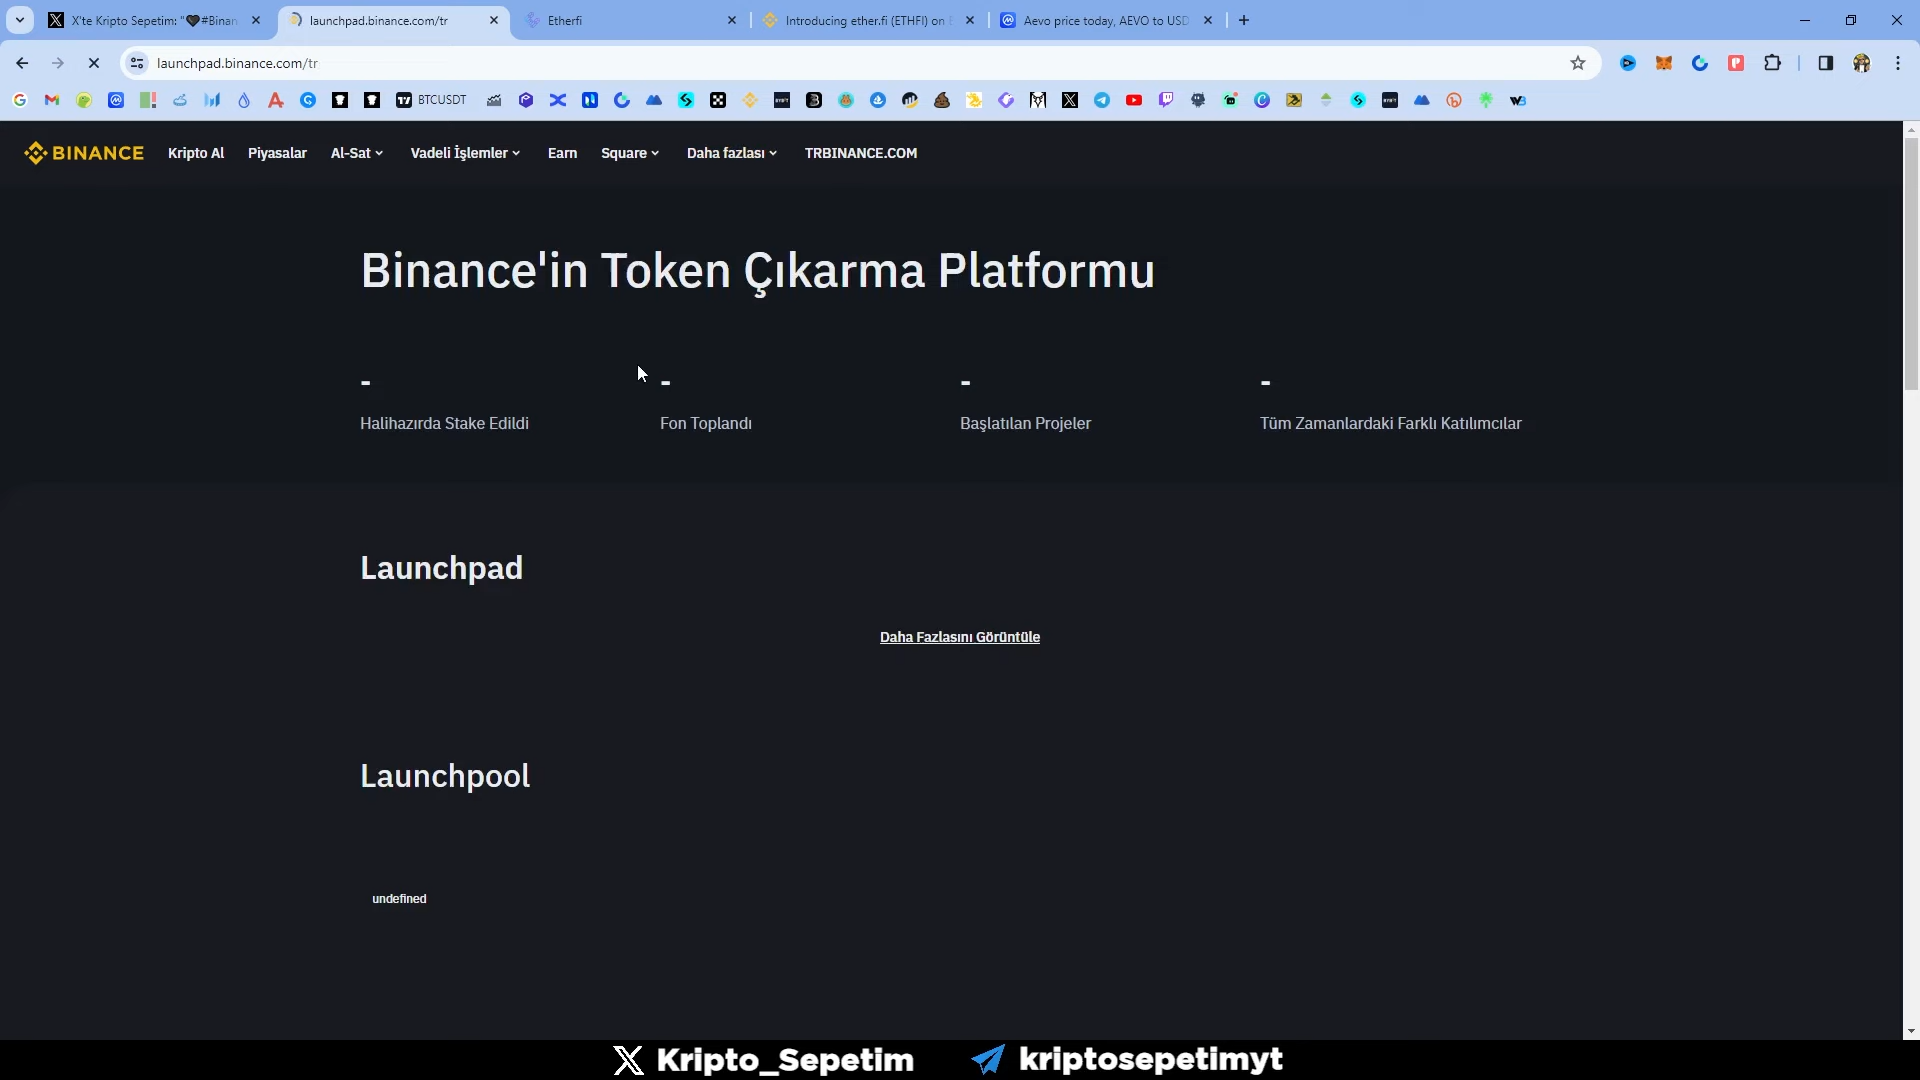 X'te Kripto Sepetim: "🖤#Binan
launchpad.binance.com/tr
Etherfi
Introducing ether.fi (ETHFI) on
Aevo price today, AEVO to USD
launchpad.binance.com/tr
BTCUSDT
BINANCE
Kripto Al
Piyasalar
Al-Sat
Vadeli İşlemler
Earn
Square
Daha fazlası
TRBINANCE.COM
Binance'in Token Çıkarma Platformu
- - - -
Halihazırda Stake Edildi
Fon Toplandı
Başlatılan Projeler
Tüm Zamanlardaki Farklı Katılımcılar
Launchpad
Daha Fazlasını Görüntüle
Launchpool
undefined
X Kripto_Sepetim
kriptosepetimyt